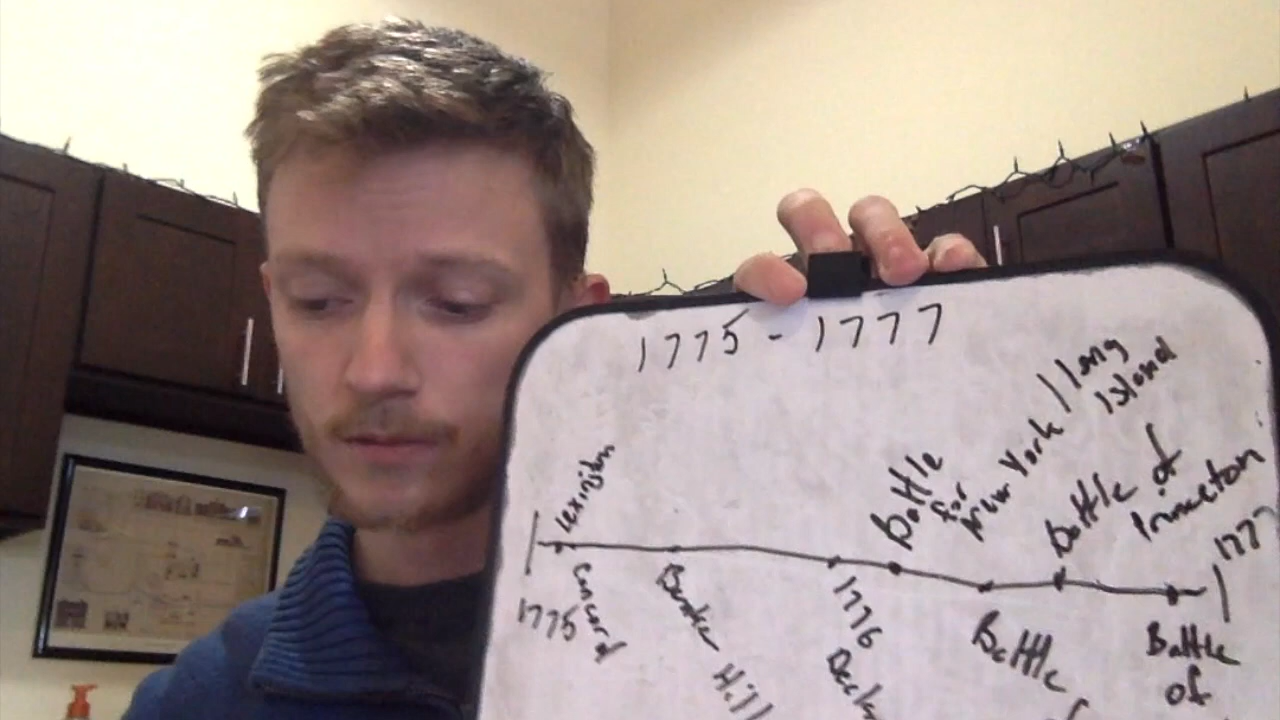 1775 - 1777
Lexington
Concord
1775
Bunker Hill
1776
Battle
for
New York / Long
Island
Battle
Battle of
Princeton
Battle
of
1777